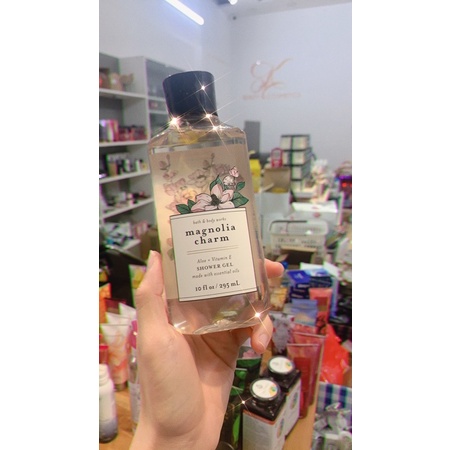 bath & body works
magnolia
charm
Aloe + Vitamin E
SHOWER GEL
made with essential oils
10 fl oz / 295 mL